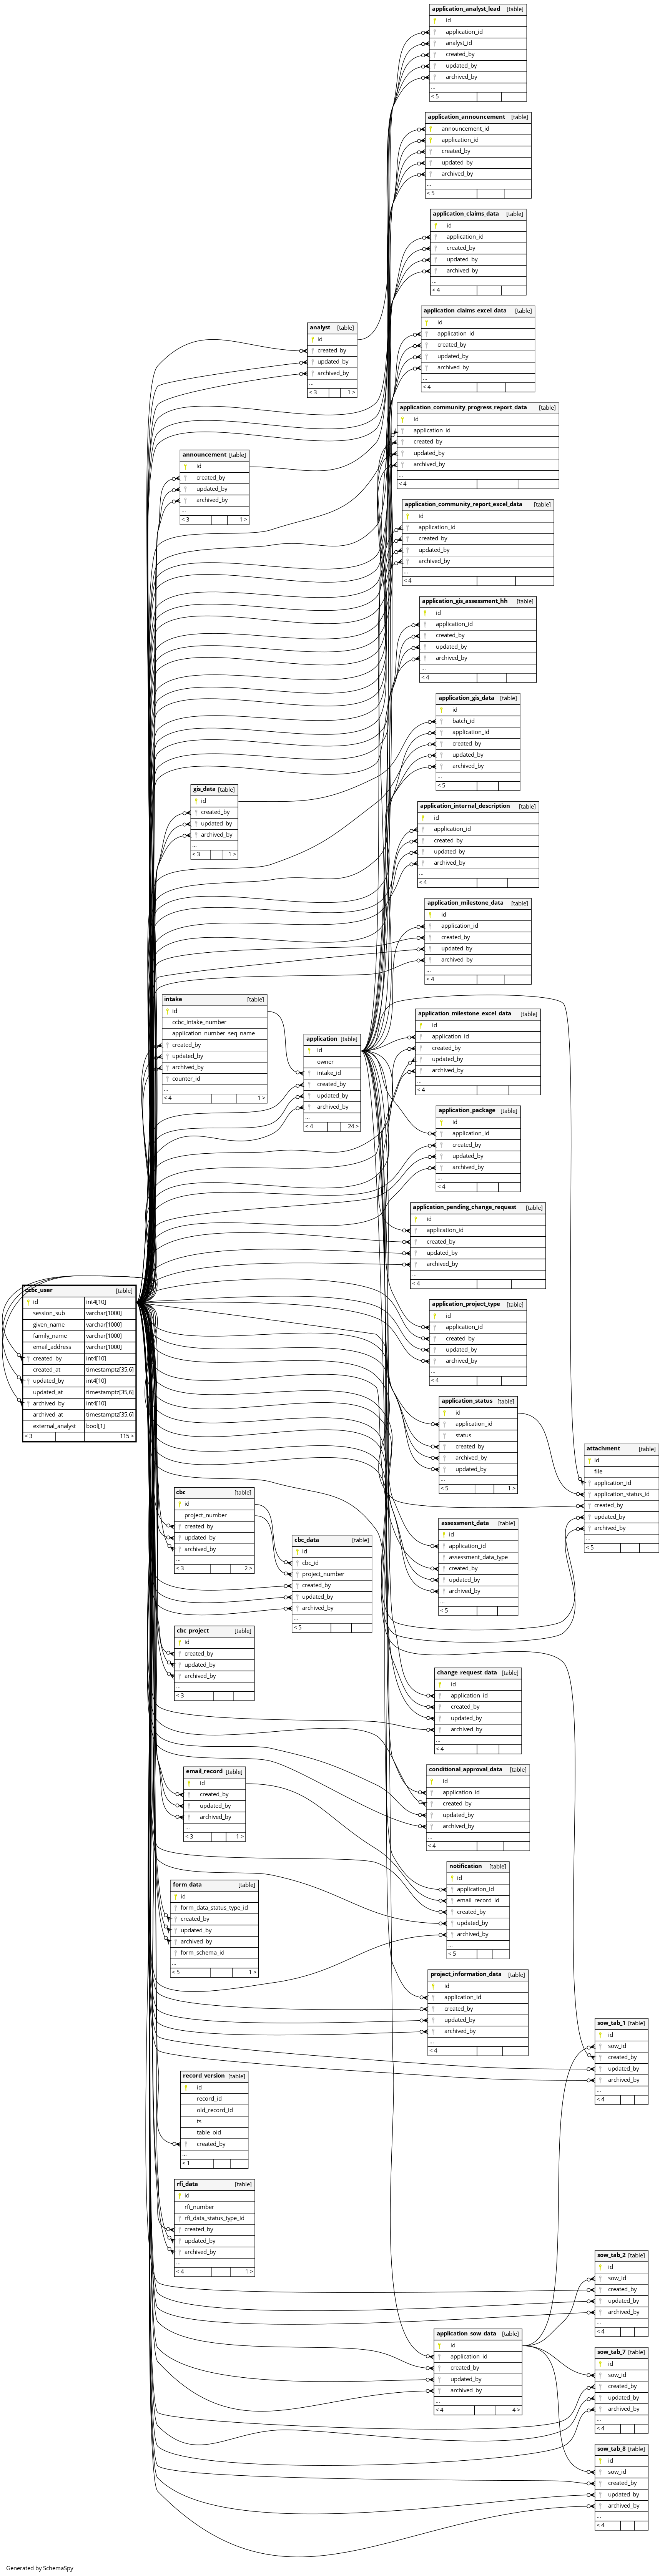 application_analyst_lead [table]
id
application_id
analyst_id
created_by
updated_by
archived_by
...
< 5
application_announcement [table]
announcement_id
application_id
created_by
updated_by
archived_by
...
< 5
application_claims_data [table]
id
application_id
created_by
updated_by
archived_by
...
< 4
application_claims_excel_data [table]
id
application_id
created_by
updated_by
archived_by
...
< 4
analyst [table]
id
created_by
updated_by
archived_by
...
< 3 1 >
application_community_progress_report_data [table]
id
application_id
created_by
updated_by
archived_by
...
< 4
announcement [table]
id
created_by
updated_by
archived_by
...
< 3 1 >
application_community_report_excel_data [table]
id
application_id
created_by
updated_by
archived_by
...
< 4
application_gis_assessment_hh [table]
id
application_id
created_by
updated_by
archived_by
...
< 4
application_gis_data [table]
id
batch_id
application_id
created_by
updated_by
archived_by
...
< 5
gis_data [table]
id
created_by
updated_by
archived_by
...
< 3 1 >
application_internal_description [table]
id
application_id
created_by
updated_by
archived_by
...
< 4
application_milestone_data [table]
id
application_id
created_by
updated_by
archived_by
...
< 4
intake [table]
id
ccbc_intake_number
application_number_seq_name
created_by
updated_by
archived_by
counter_id
...
< 4 1 >
application [table]
id
owner
intake_id
created_by
updated_by
archived_by
...
< 4 24 >
application_milestone_excel_data [table]
id
application_id
created_by
updated_by
archived_by
...
< 4
application_package [table]
id
application_id
created_by
updated_by
archived_by
...
< 4
application_pending_change_request [table]
id
application_id
created_by
updated_by
archived_by
...
< 4
ccbc_user [table]
id int4[10]
session_sub varchar[1000]
given_name varchar[1000]
family_name varchar[1000]
email_address varchar[1000]
created_by int4[10]
created_at timestamptz[35,6]
updated_by int4[10]
updated_at timestamptz[35,6]
archived_by int4[10]
archived_at timestamptz[35,6]
external_analyst bool[1]
< 3 115 >
application_project_type [table]
id
application_id
created_by
updated_by
archived_by
...
< 4
application_status [table]
id
application_id
status
created_by
archived_by
updated_by
...
< 5 1 >
attachment [table]
id
file
application_id
application_status_id
created_by
updated_by
archived_by
...
< 5
cbc [table]
id
project_number
created_by
updated_by
archived_by
...
< 3 2 >
assessment_data [table]
id
application_id
assessment_data_type
created_by
updated_by
archived_by
...
< 5
cbc_data [table]
id
cbc_id
project_number
created_by
updated_by
archived_by
...
< 5
cbc_project [table]
id
created_by
updated_by
archived_by
...
< 3
change_request_data [table]
id
application_id
created_by
updated_by
archived_by
...
< 4
email_record [table]
id
created_by
updated_by
archived_by
...
< 3 1 >
conditional_approval_data [table]
id
application_id
created_by
updated_by
archived_by
...
< 4
notification [table]
id
application_id
email_record_id
created_by
updated_by
archived_by
...
< 5
form_data [table]
id
form_data_status_type_id
created_by
updated_by
archived_by
form_schema_id
...
< 5 1 >
project_information_data [table]
id
application_id
created_by
updated_by
archived_by
...
< 4
sow_tab_1 [table]
id
sow_id
created_by
updated_by
archived_by
...
< 4
record_version [table]
id
record_id
old_record_id
ts
table_oid
created_by
...
< 1
rfi_data [table]
id
rfi_number
rfi_data_status_type_id
created_by
updated_by
archived_by
...
< 4 1 >
sow_tab_2 [table]
id
sow_id
created_by
updated_by
archived_by
...
< 4
application_sow_data [table]
id
application_id
created_by
updated_by
archived_by
...
< 4 4 >
sow_tab_7 [table]
id
sow_id
created_by
updated_by
archived_by
...
< 4
sow_tab_8 [table]
id
sow_id
created_by
updated_by
archived_by
...
< 4
Generated by SchemaSpy